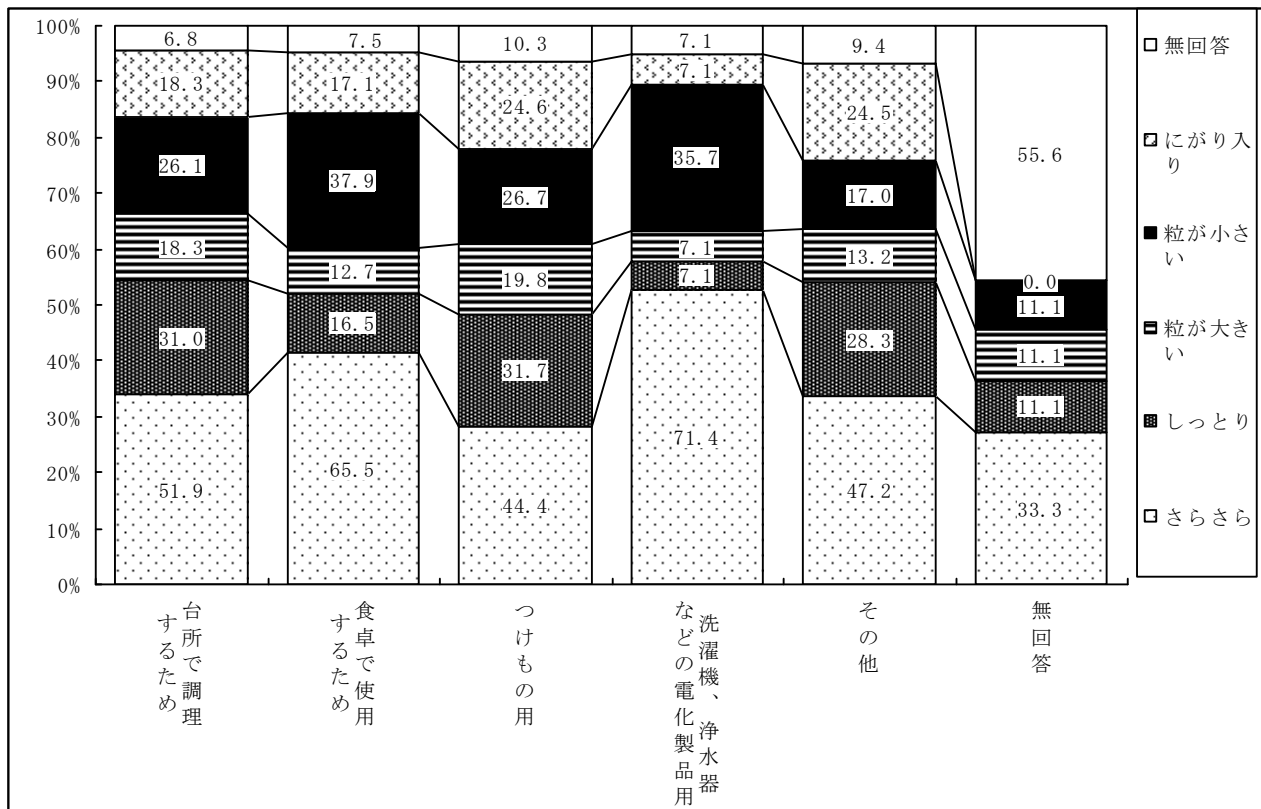 100%
90%
80%
70%
60%
50%
40%
30%
20%
10%
0%
6.8
18.3
26.1
18.3
31.0
51.9
7.5
17.1
37.9
12.7
16.5
65.5
10.3
24.6
26.7
19.8
31.7
44.4
7.1
7.1
35.7
7.1
7.1
71.4
9.4
24.5
17.0
13.2
28.3
47.2
55.6
0.0
11.1
11.1
11.1
33.3
台所で調理
するため
食卓で使用
するため
つけもの用
洗濯機、浄水器
などの電化製品用
その他
無回答
無回答
にがり入
り
粒が小さ
い
粒が大き
い
しっとり
さらさら